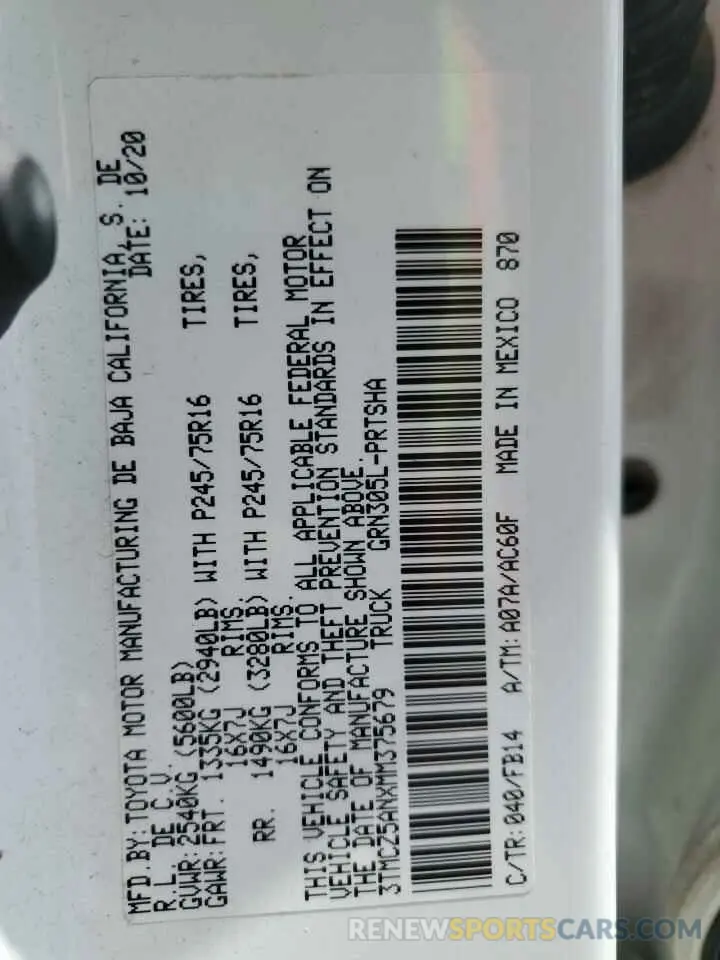 MFD.BY:TOYOTA MOTOR MANUFACTURING DE BAJA CALIFORNIA, S. DE
R.L. DE C.V. DATE: 10/20
GVWR:2540KG (5600LB)
GAWR:FRT. 1335KG (2940LB) WITH P245/75R16 TIRES,
16X7J RIMS.
RR. 1490KG (3280LB) WITH P245/75R16 TIRES,
16X7J RIMS.
THIS VEHICLE CONFORMS TO ALL APPLICABLE FEDERAL MOTOR
VEHICLE SAFETY AND THEFT PREVENTION STANDARDS IN EFFECT ON
THE DATE OF MANUFACTURE SHOWN ABOVE.
3TMCZ5ANXMM375679 TRUCK GRN305L-PRTSHA
C/TR:040/FB14 A/TM:A07A/AC60F MADE IN MEXICO 870
RENEWSPORTSCARS.COM